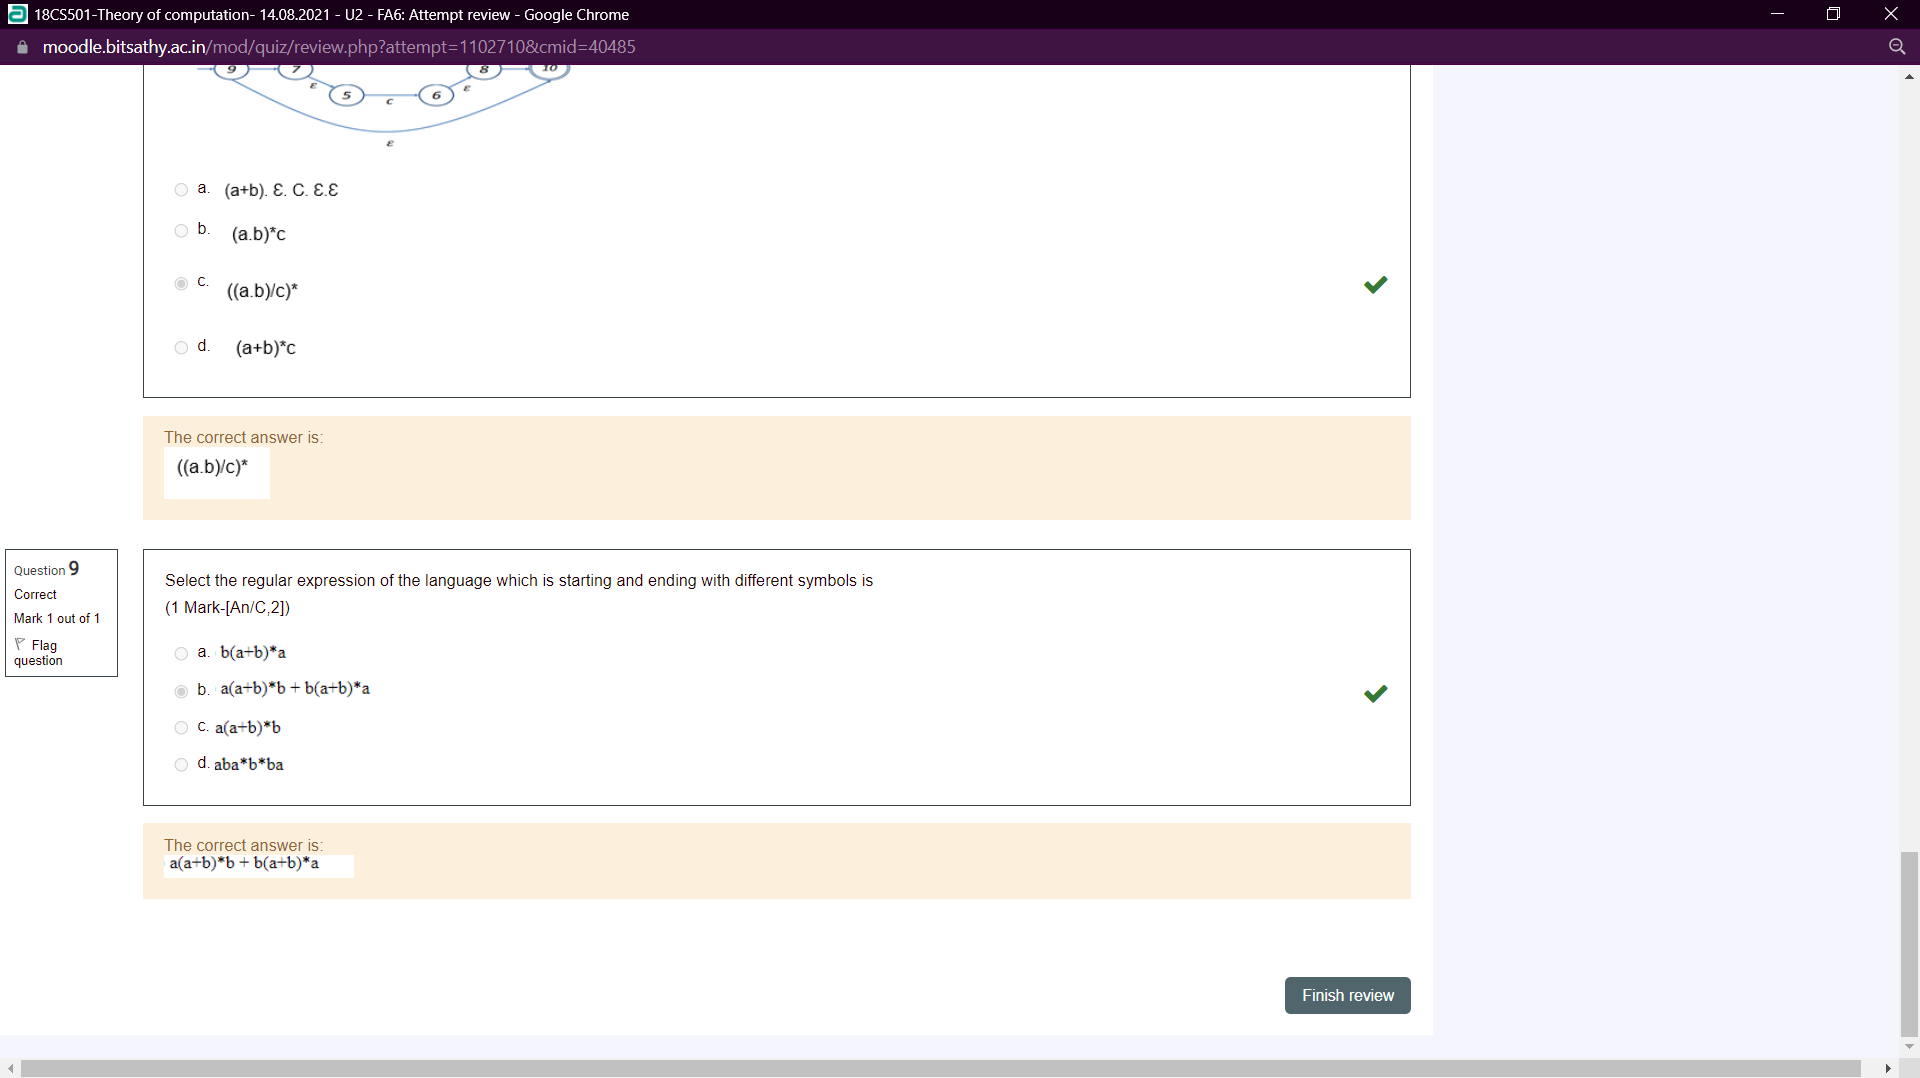 18CS501-Theory of computation- 14.08.2021 - U2 - FA6: Attempt review - Google Chrome
moodle.bitsathy.ac.in/mod/quiz/review.php?attempt=1102710&cmid=40485
9 7 8 10
ε 5 c 6 ε
ε
a. (a+b). Ɛ. C. Ɛ.Ɛ
b. (a.b)*c
c. ((a.b)/c)*
d. (a+b)*c
The correct answer is:
((a.b)/c)*
Question 9
Correct
Mark 1 out of 1
Flag
question
Select the regular expression of the language which is starting and ending with different symbols is
(1 Mark-[An/C,2])
a. b(a+b)*a
b. a(a+b)*b + b(a+b)*a
c. a(a+b)*b
d. aba*b*ba
The correct answer is:
a(a+b)*b + b(a+b)*a
Finish review